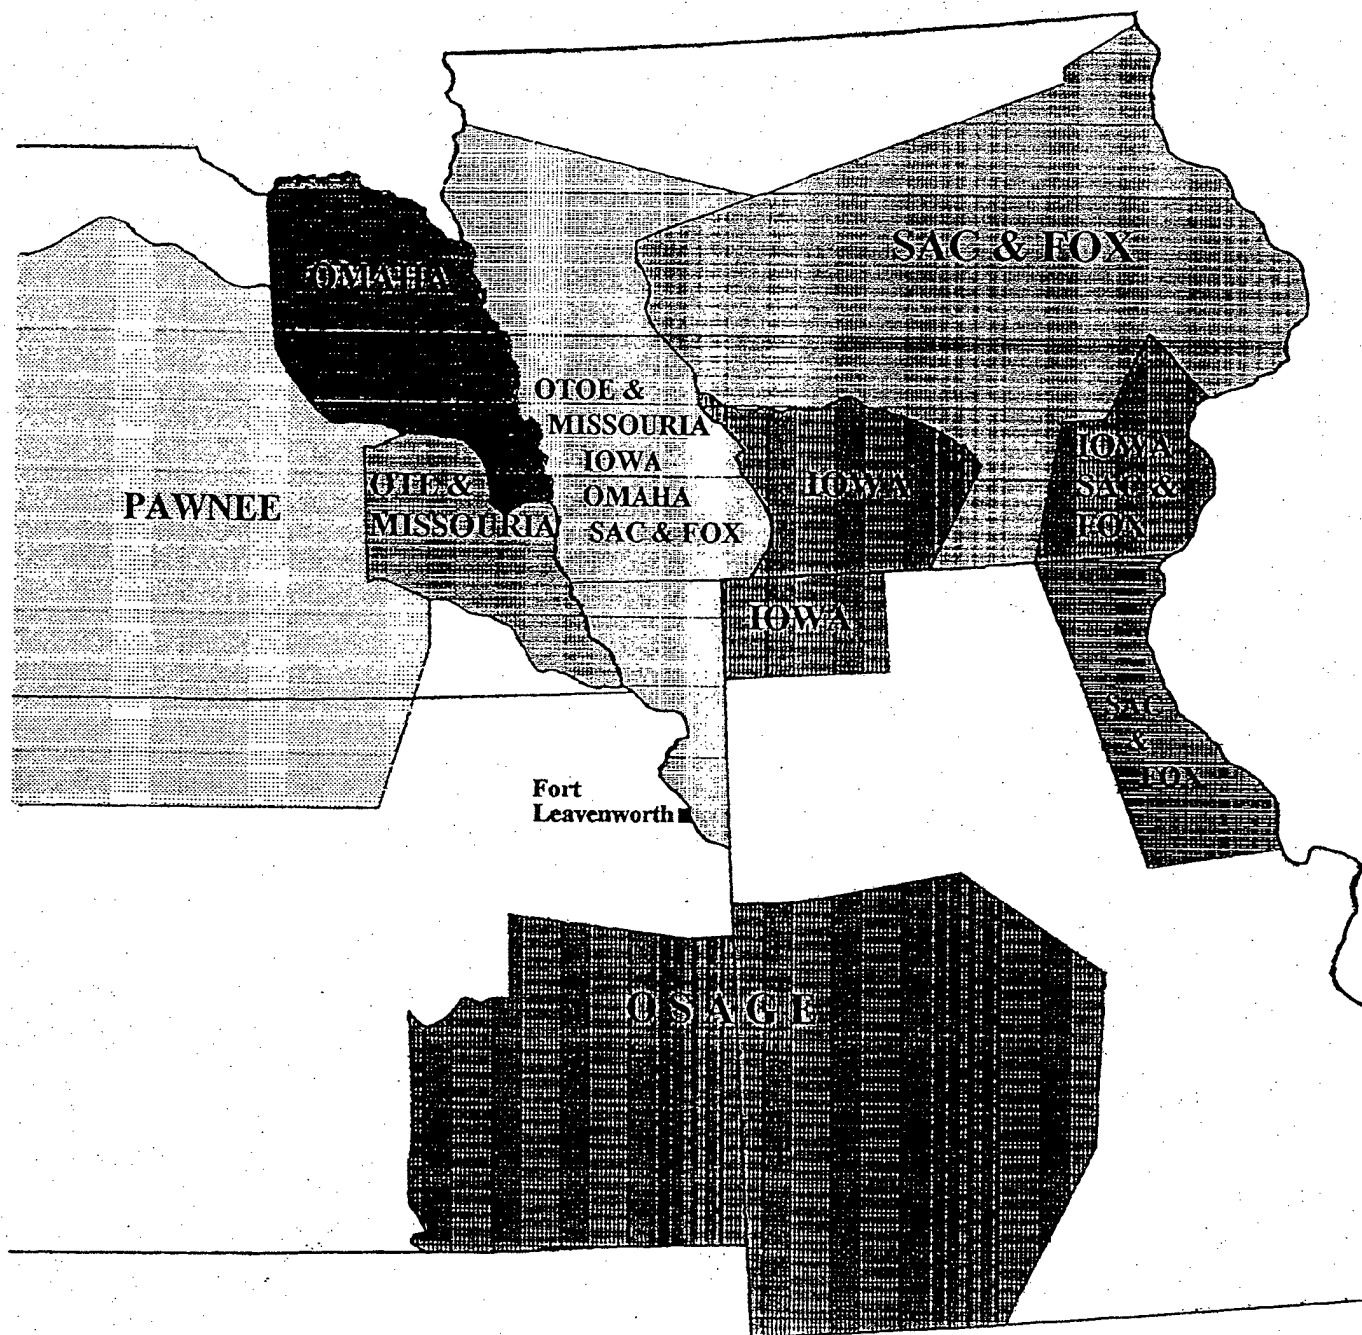 SAC & FOX
OMAHA
OTOE &
MISSOURIA
IOWA
OMAHA
SAC & FOX
IOWA
SAC &
FOX
OTE &
MISSOURIA
PAWNEE
IOWA
IOWA
SAC
&
FOX
Fort
Leavenworth
OSAGE